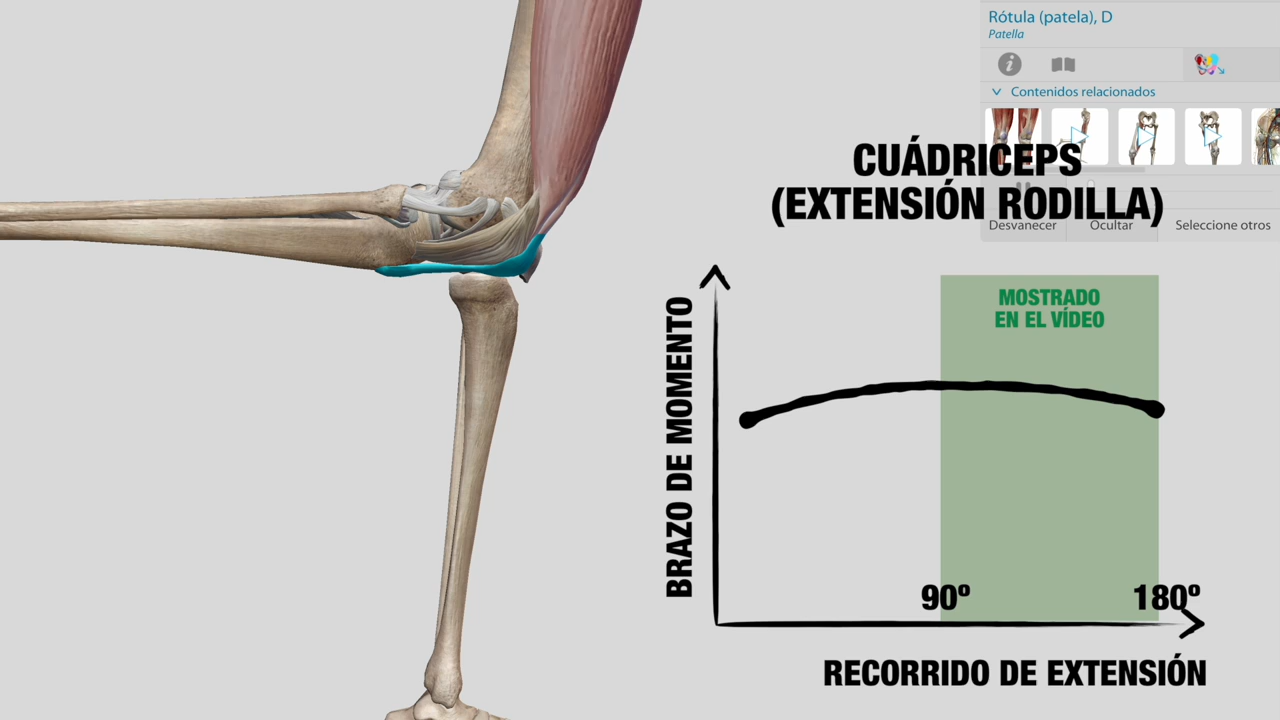 Rótula (patela), D
Patella
Contenidos relacionados
CUÁDRICEPS
(EXTENSIÓN RODILLA)
Desvanecer
Ocultar
Seleccione otros
MOSTRADO
EN EL VÍDEO
BRAZO DE MOMENTO
90º
180º
RECORRIDO DE EXTENSIÓN